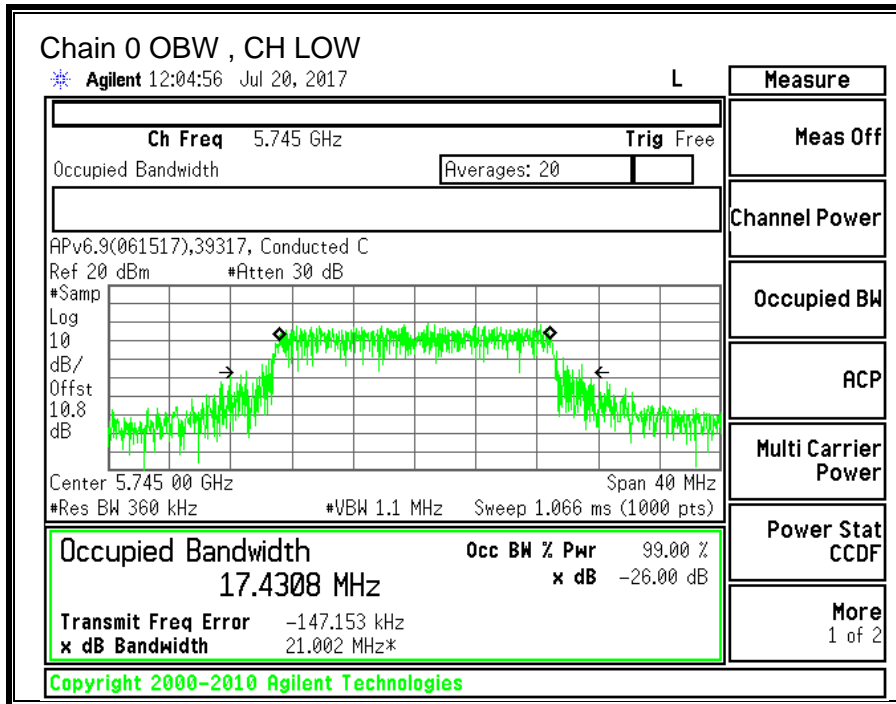 Chain 0 OBW , CH LOW
Agilent 12:04:56 Jul 20, 2017 L
Measure
Ch Freq 5.745 GHz Trig Free
Occupied Bandwidth Averages: 20
APv6.9(061517),39317, Conducted C
Ref 20 dBm #Atten 30 dB
#Samp
Log
10
dB/
Offst
10.8
dB
Center 5.745 00 GHz Span 40 MHz
#Res BW 360 kHz #VBW 1.1 MHz Sweep 1.066 ms (1000 pts)
Occupied Bandwidth Occ BW % Pwr 99.00 %
17.4308 MHz x dB -26.00 dB
Transmit Freq Error -147.153 kHz
x dB Bandwidth 21.002 MHz*
Copyright 2000-2010 Agilent Technologies
Meas Off
Channel Power
Occupied BW
ACP
Multi Carrier
Power
Power Stat
CCDF
More
1 of 2